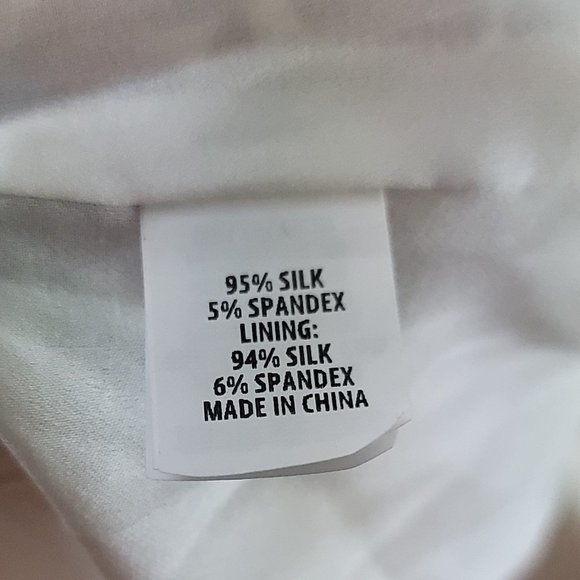 95% SILK
5% SPANDEX
LINING:
94% SILK
6% SPANDEX
MADE IN CHINA